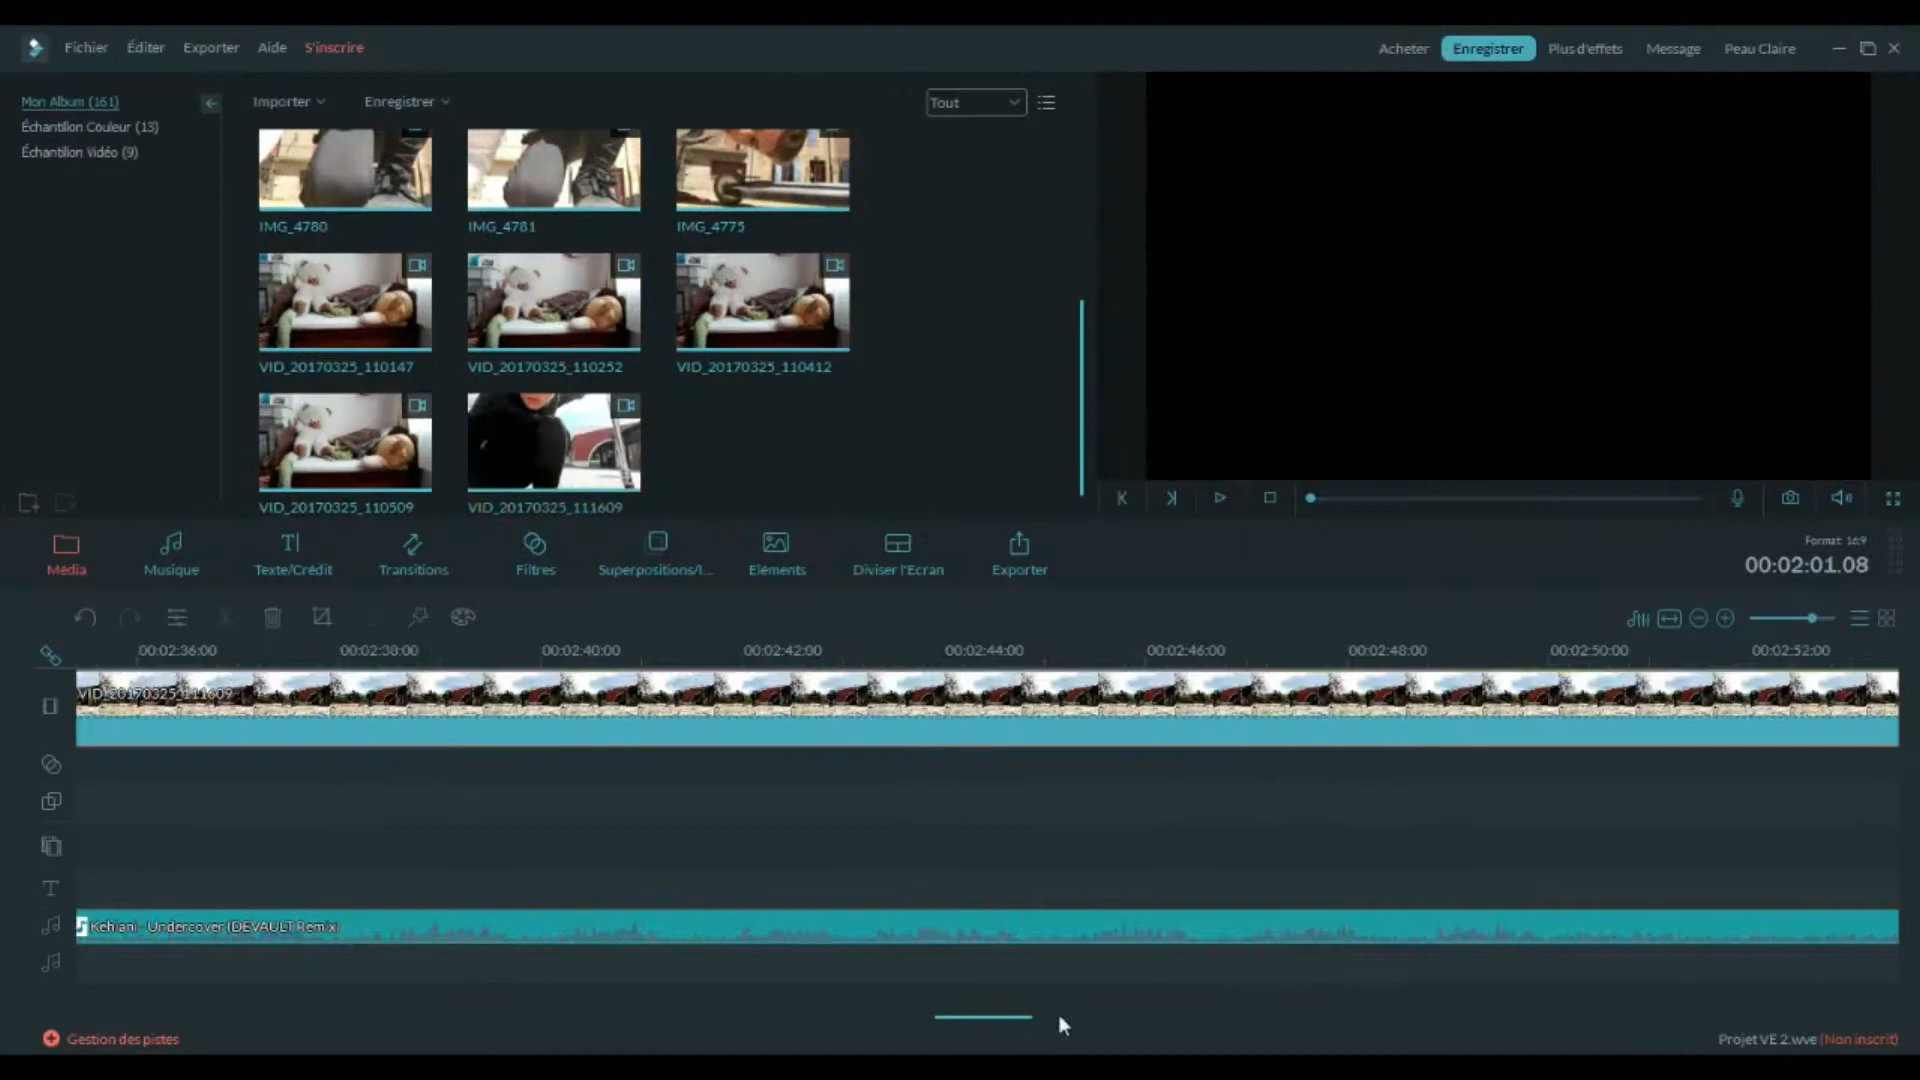 Fichier Éditer Exporter Aide S'inscrire
Acheter Enregistrer Plus d'effets Message Peau Claire
Mon Album (161)
Échantillon Couleur (13)
Échantillon Vidéo (9)
Importer Enregistrer Tout
IMG_4780 IMG_4781 IMG_4775
VID_20170325_110147 VID_20170325_110252 VID_20170325_110412
VID_20170325_110509 VID_20170325_111609
Média Musique Texte/Crédit Transitions Filtres Superpositions/I... Eléments Diviser l'Ecran Exporter
Format: 16:9
00:02:01.08
00:02:36:00 00:02:38:00 00:02:40:00 00:02:42:00 00:02:44:00 00:02:46:00 00:02:48:00 00:02:50:00 00:02:52:00
VID_20170325_111609
T
Kehlani - Undercover (DEVAULT Remix)
Gestion des pistes
Projet VE 2.wve (Non inscrit)